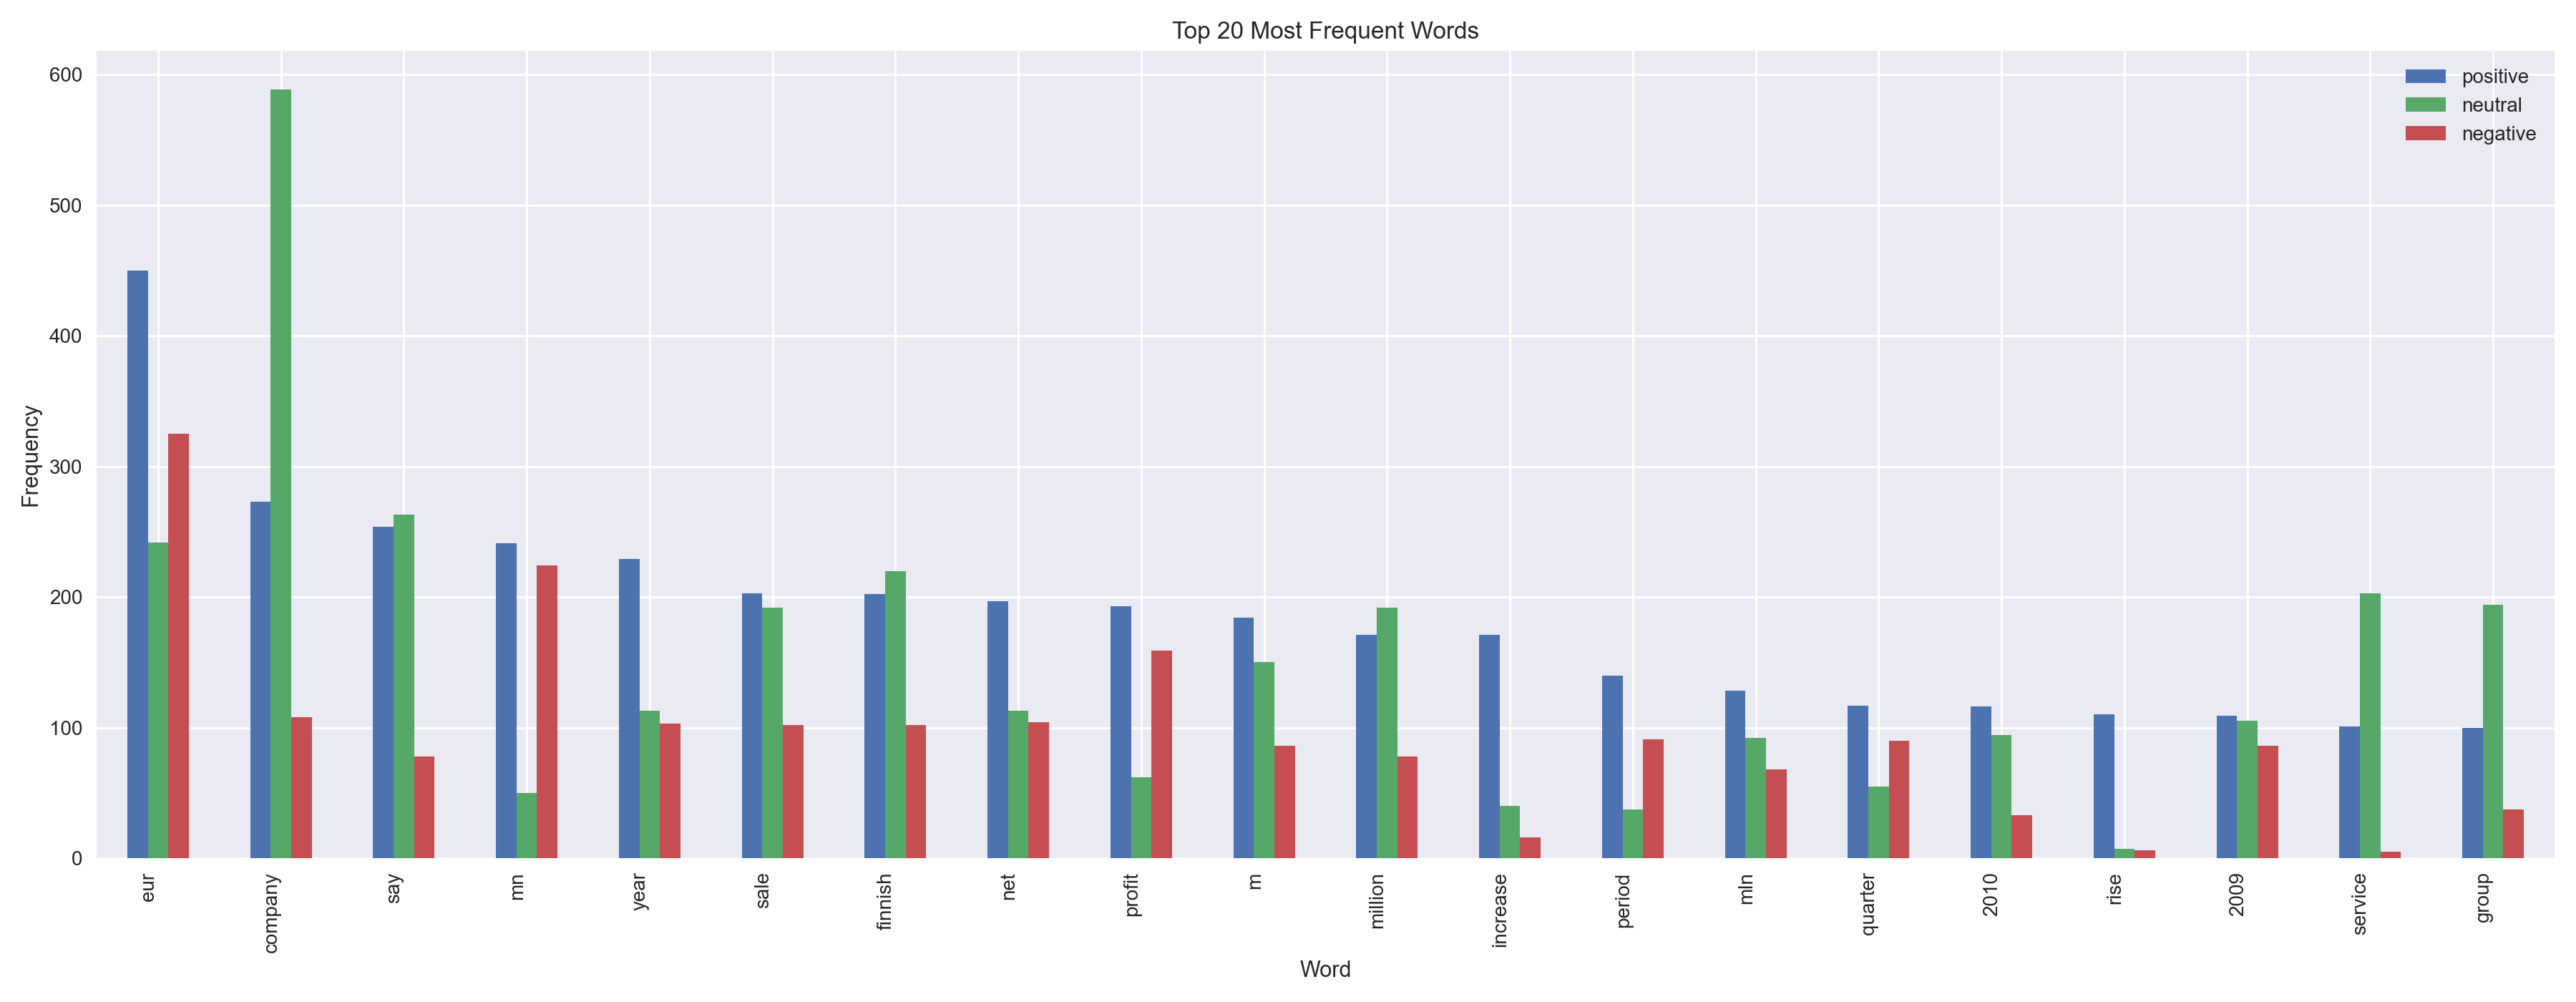 Top 20 Most Frequent Words
positive
neutral
negative
Frequency
600
500
400
300
200
100
0
eur
company
say
mn
year
sale
finnish
net
profit
m
million
increase
period
mln
quarter
2010
rise
2009
service
group
Word